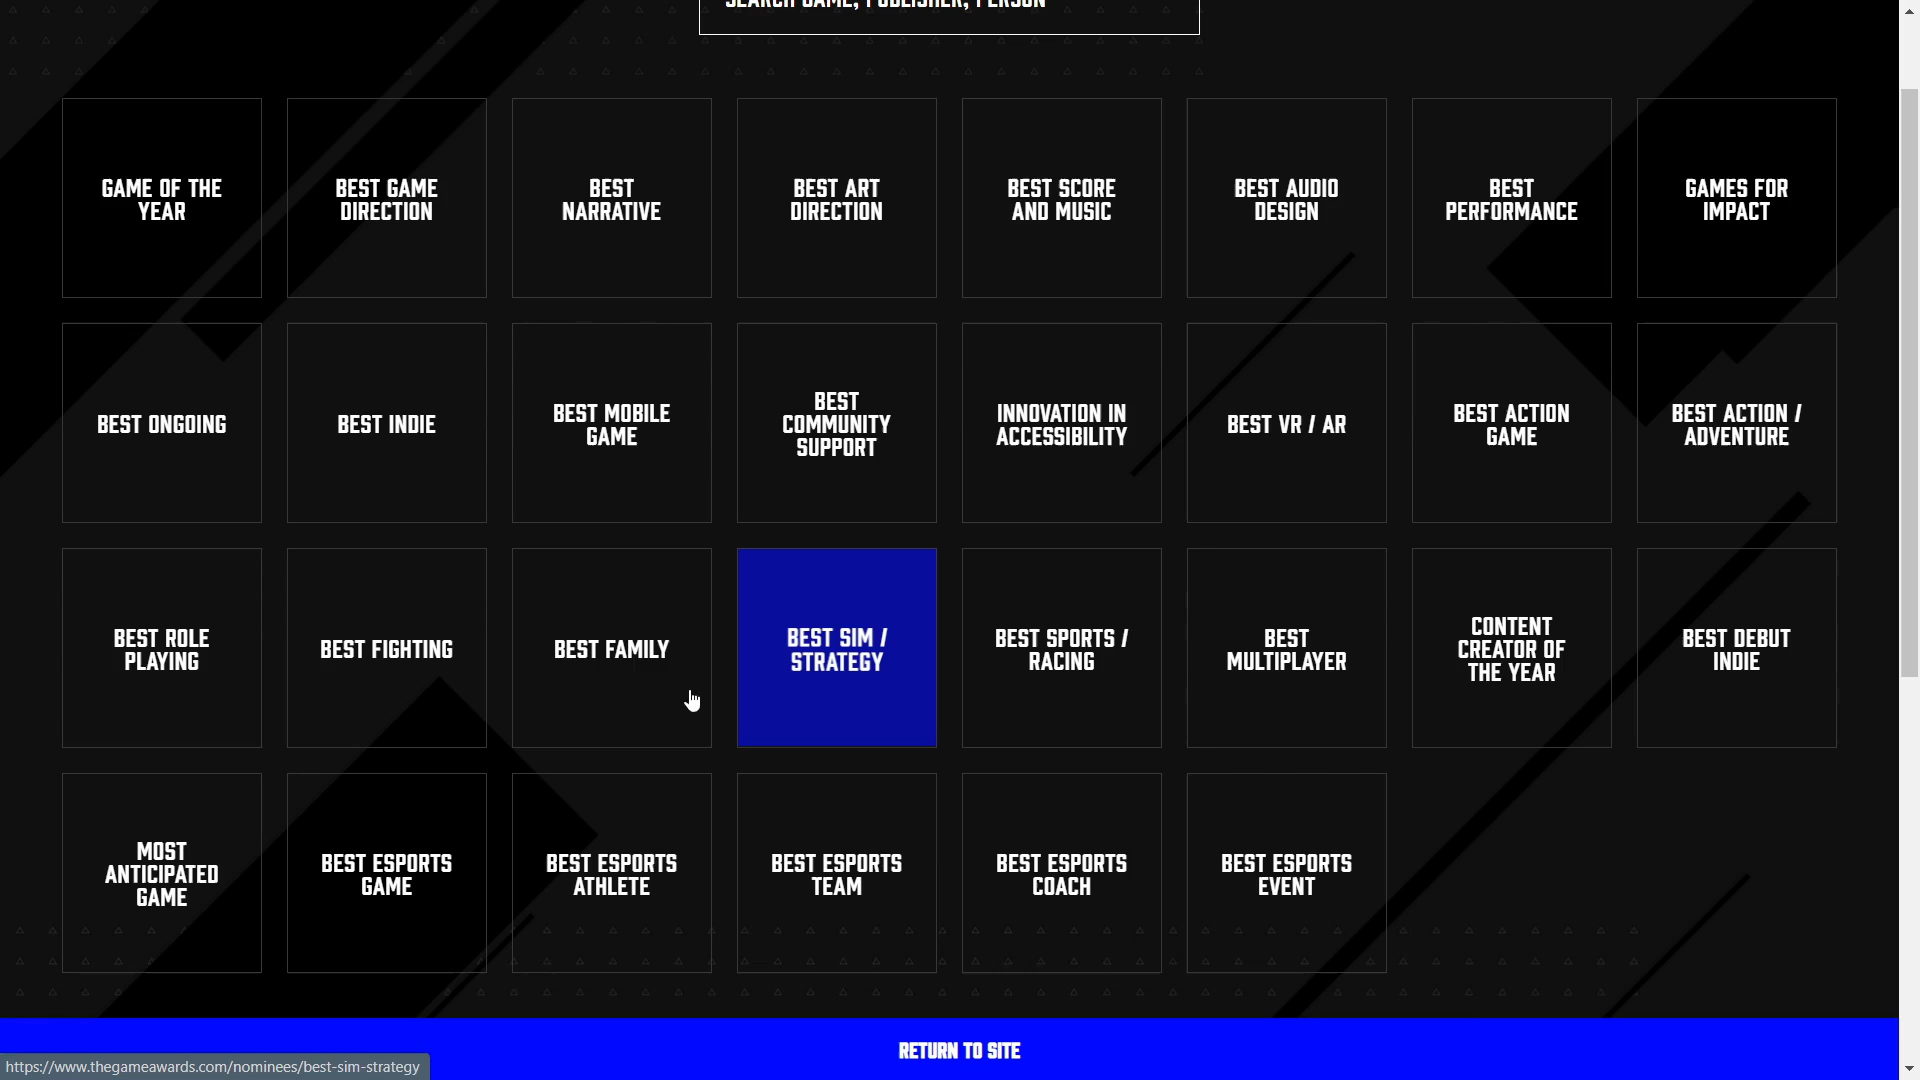 SEARCH GAME, PUBLISHER, PERSON
GAME OF THE
YEAR
BEST GAME
DIRECTION
BEST
NARRATIVE
BEST ART
DIRECTION
BEST SCORE
AND MUSIC
BEST AUDIO
DESIGN
BEST
PERFORMANCE
GAMES FOR
IMPACT
BEST ONGOING
BEST INDIE
BEST MOBILE
GAME
BEST
COMMUNITY
SUPPORT
INNOVATION IN
ACCESSIBILITY
BEST VR / AR
BEST ACTION
GAME
BEST ACTION /
ADVENTURE
BEST ROLE
PLAYING
BEST FIGHTING
BEST FAMILY
BEST SIM /
STRATEGY
BEST SPORTS /
RACING
BEST
MULTIPLAYER
CONTENT
CREATOR OF
THE YEAR
BEST DEBUT
INDIE
MOST
ANTICIPATED
GAME
BEST ESPORTS
GAME
BEST ESPORTS
ATHLETE
BEST ESPORTS
TEAM
BEST ESPORTS
COACH
BEST ESPORTS
EVENT
RETURN TO SITE
https://www.thegameawards.com/nominees/best-sim-strategy